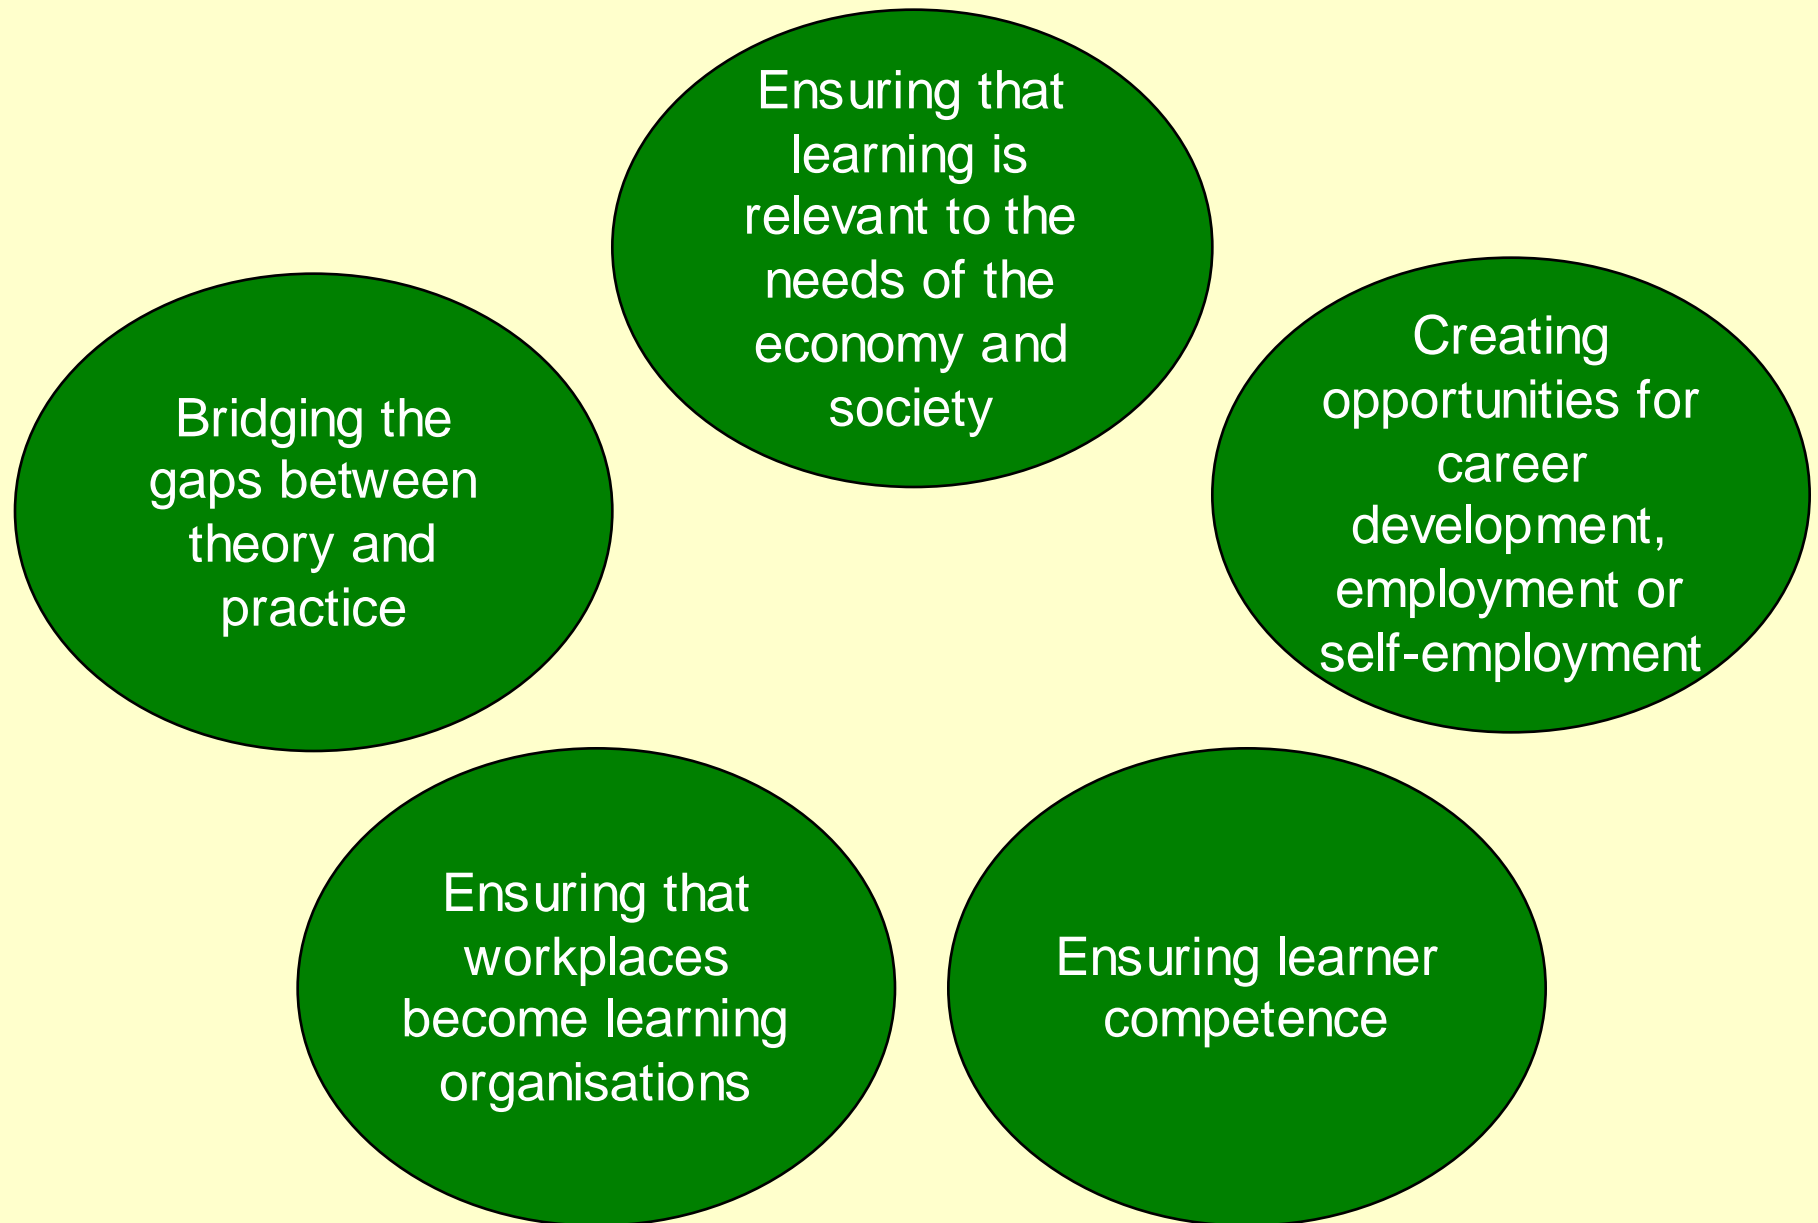 Ensuring that
learning is
relevant to the
needs of the
economy and
society
Creating
opportunities for
career
development,
employment or
self-employment
Bridging the
gaps between
theory and
practice
Ensuring that
workplaces
become learning
organisations
Ensuring learner
competence